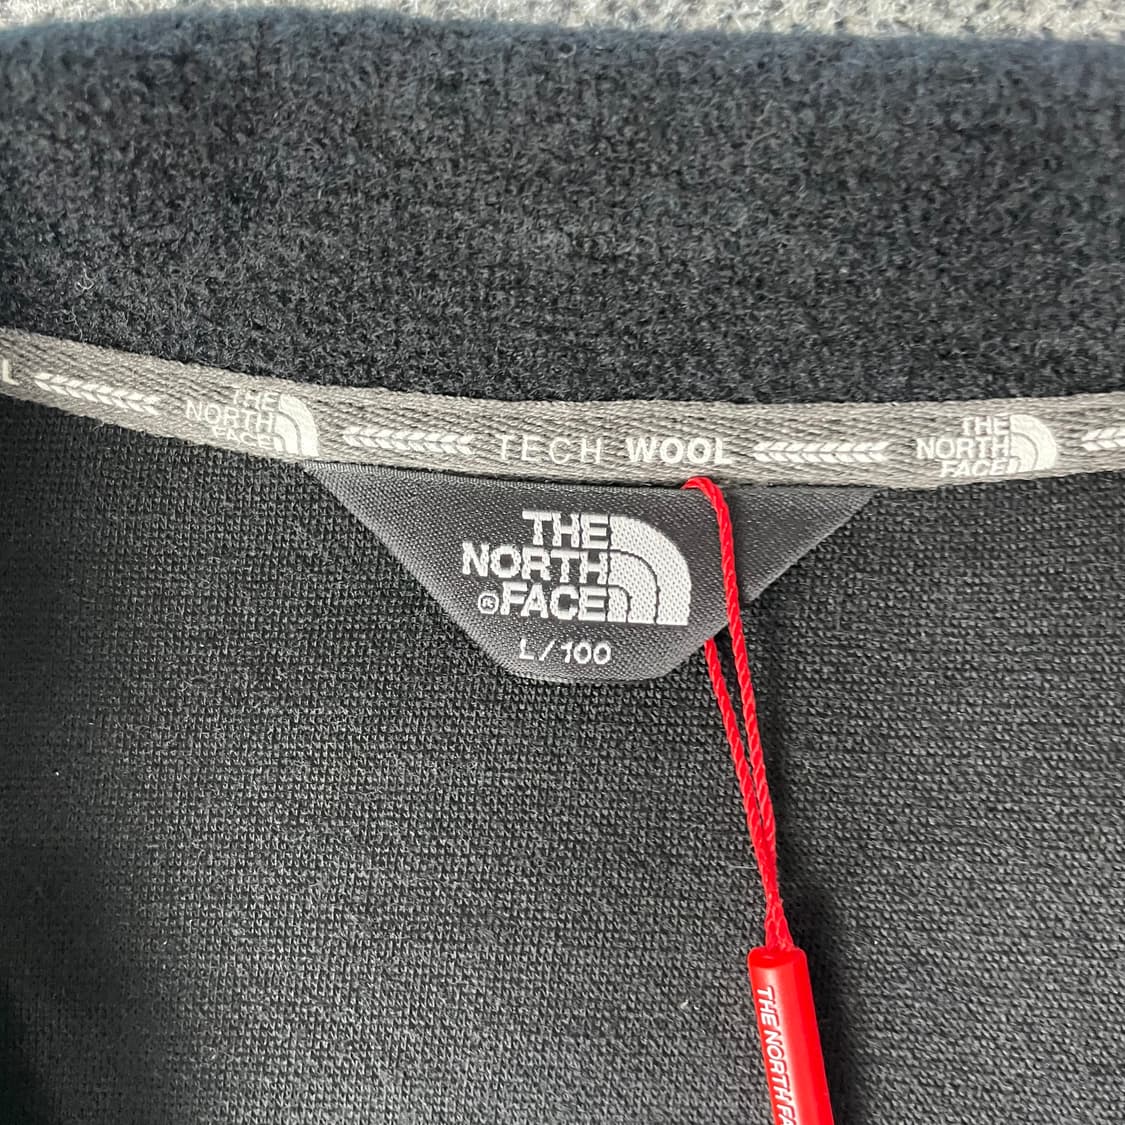 L
THE
NORTH
FACE
TECH WOOL
THE
NORTH
FACE
THE
NORTH
®FACE
L/100
THE NORTH FA